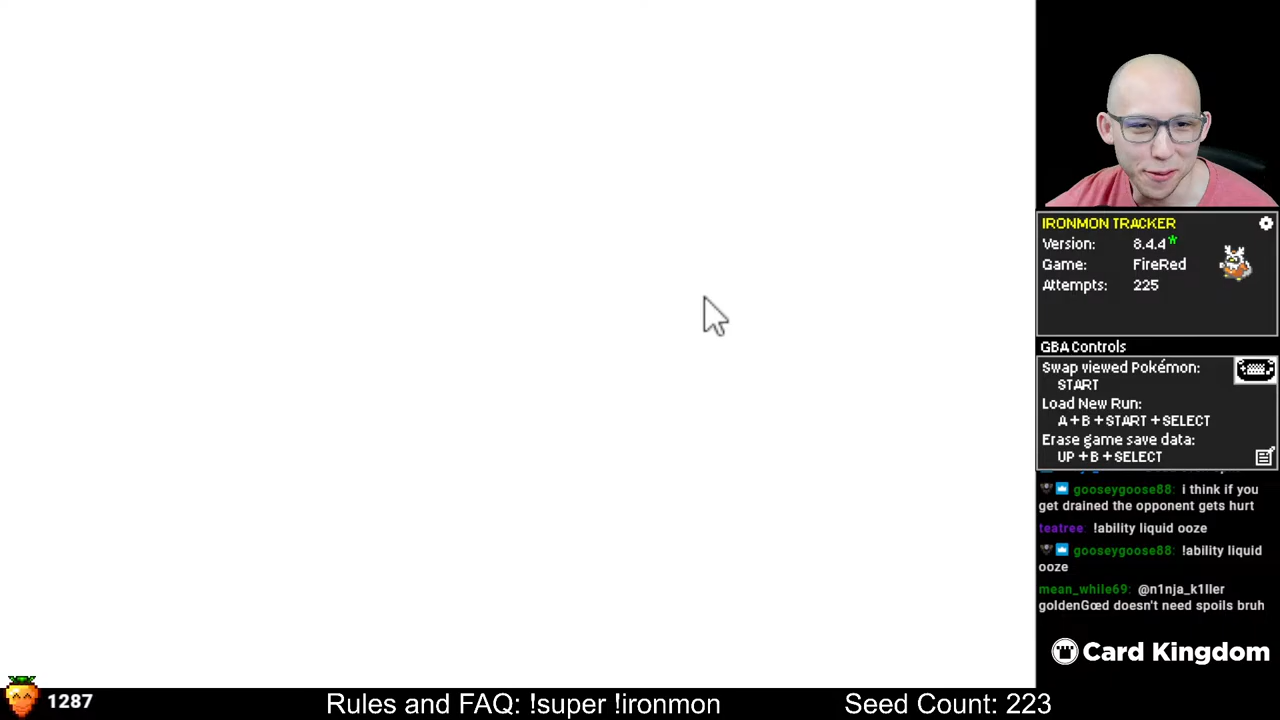 IRONMON TRACKER
Version: 8.4.4*
Game: FireRed
Attempts: 225
GBA Controls
Swap viewed Pokémon:
START
Load New Run:
A + B + START + SELECT
Erase game save data:
UP + B + SELECT
gooseygoose88: i think if you
get drained the opponent gets hurt
teatree: !ability liquid ooze
gooseygoose88: !ability liquid
ooze
mean_while69: @n1nja_k1ller
goldenGœd doesn't need spoils bruh
Card Kingdom
1287
Rules and FAQ: !super !ironmon
Seed Count: 223